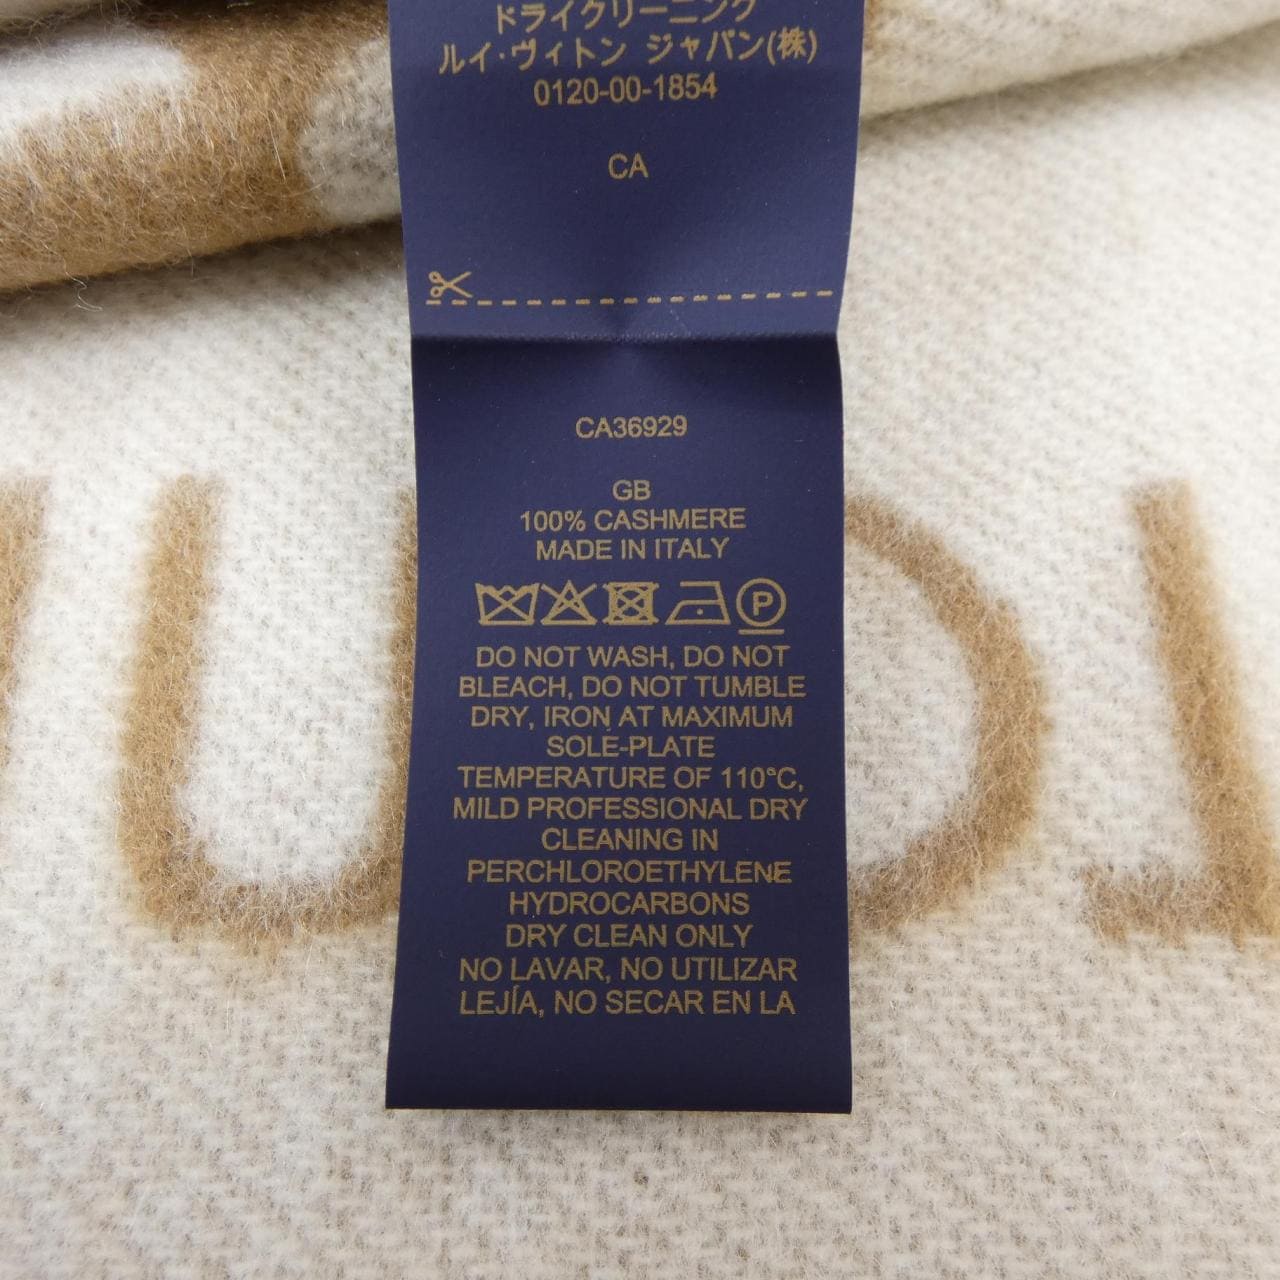 ドライクリーニング
ルイ・ヴィトン ジャパン(株)
0120-00-1854
CA
CA36929
GB
100% CASHMERE
MADE IN ITALY
P
DO NOT WASH, DO NOT
BLEACH, DO NOT TUMBLE
DRY, IRON AT MAXIMUM
SOLE-PLATE
TEMPERATURE OF 110°C,
MILD PROFESSIONAL DRY
CLEANING IN
PERCHLOROETHYLENE
HYDROCARBONS
DRY CLEAN ONLY
NO LAVAR, NO UTILIZAR
LEJÍA, NO SECAR EN LA